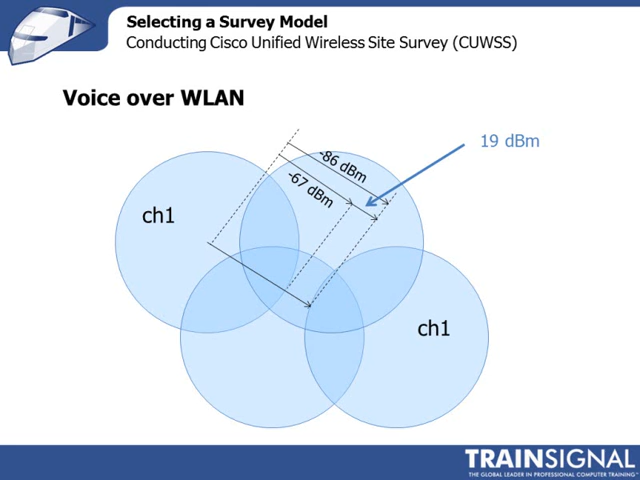 Selecting a Survey Model
Conducting Cisco Unified Wireless Site Survey (CUWSS)
Voice over WLAN
19 dBm
-86 dBm
-67 dBm
ch1
ch1
TRAINSIGNAL
THE GLOBAL LEADER IN PROFESSIONAL COMPUTER TRAINING